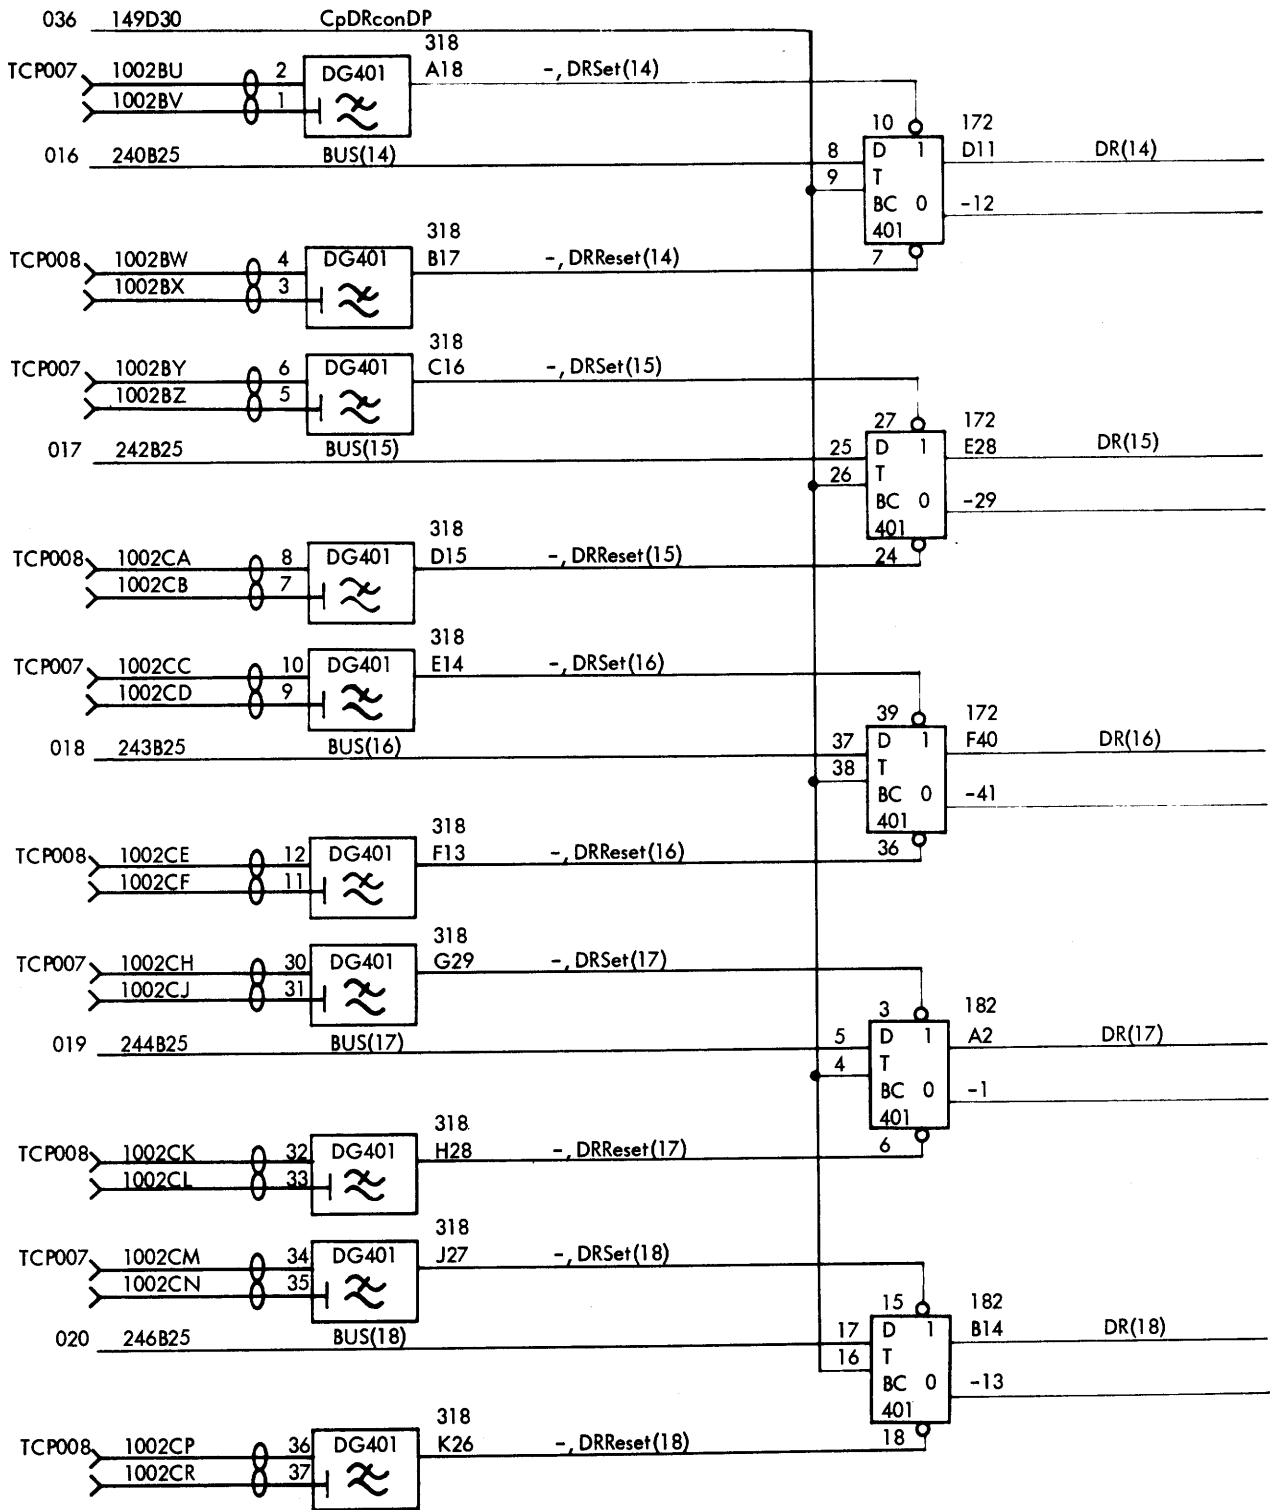 036 149D30 CpDRconDP
318
TCP007 1002BU 2 DG401 A18 -, DRSet(14)
1002BV 1
10 172
016 240B25 BUS(14) 8 D 1 D11 DR(14)
9 T
BC 0 -12
401
318
TCP008 1002BW 4 DG401 B17 -, DRReset(14) 7
1002BX 3
318
TCP007 1002BY 6 DG401 C16 -, DRSet(15)
1002BZ 5
27 172
017 242B25 BUS(15) 25 D 1 E28 DR(15)
26 T
BC 0 -29
401
318
TCP008 1002CA 8 DG401 D15 -, DRReset(15) 24
1002CB 7
318
TCP007 1002CC 10 DG401 E14 -, DRSet(16)
1002CD 9
39 172
018 243B25 BUS(16) 37 D 1 F40 DR(16)
38 T
BC 0 -41
401
318
TCP008 1002CE 12 DG401 F13 -, DRReset(16) 36
1002CF 11
318
TCP007 1002CH 30 DG401 G29 -, DRSet(17)
1002CJ 31
3 182
019 244B25 BUS(17) 5 D 1 A2 DR(17)
4 T
BC 0 -1
401
318
TCP008 1002CK 32 DG401 H28 -, DRReset(17) 6
1002CL 33
318
TCP007 1002CM 34 DG401 J27 -, DRSet(18)
1002CN 35
15 182
020 246B25 BUS(18) 17 D 1 B14 DR(18)
16 T
BC 0 -13
401
318
TCP008 1002CP 36 DG401 K26 -, DRReset(18) 18
1002CR 37